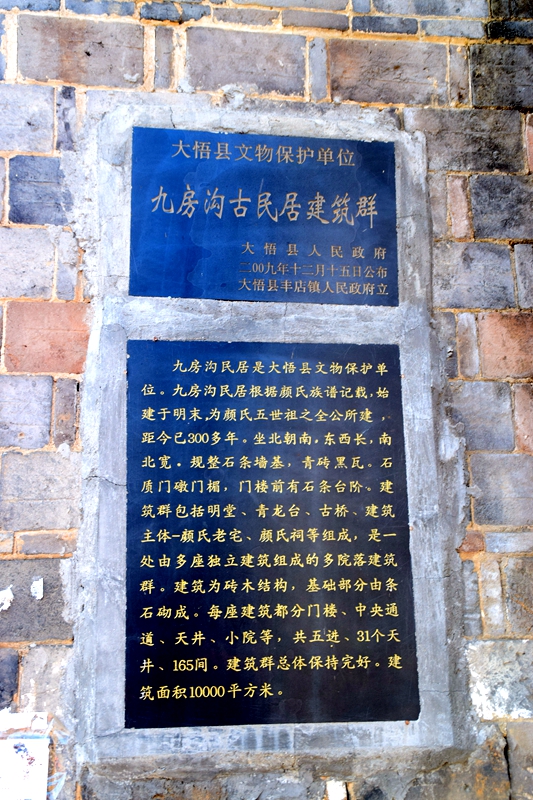 大悟县文物保护单位
九房沟古民居建筑群
大悟县人民政府
二00九年十二月十五日公布
大悟县丰店镇人民政府立
九房沟民居是大悟县文物保护单
位。九房沟民居根据颜氏族谱记载,始
建于明末,为颜氏五世祖之全公所建,
距今已300多年。坐北朝南,东西长,南
北宽。规整石条墙基,青砖黑瓦。石
质门礅门楣,门楼前有石条台阶。建
筑群包括明堂、青龙台、古桥、建筑
主体-颜氏老宅、颜氏祠等组成,是一
处由多座独立建筑组成的多院落建筑
群。建筑为砖木结构,基础部分由条
石砌成。每座建筑都分门楼、中央通
道、天井、小院等,共五进、31个天
井、165间。建筑群总体保持完好。建
筑面积10000平方米。